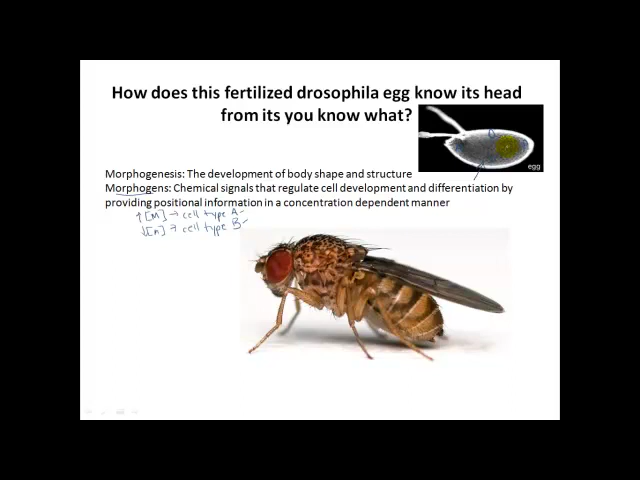 How does this fertilized drosophila egg know its head
from its you know what?
egg
Morphogenesis: The development of body shape and structure
Morphogens: Chemical signals that regulate cell development and differentiation by
providing positional information in a concentration dependent manner
↑ [M] → cell type A
↓ [M] → cell type B